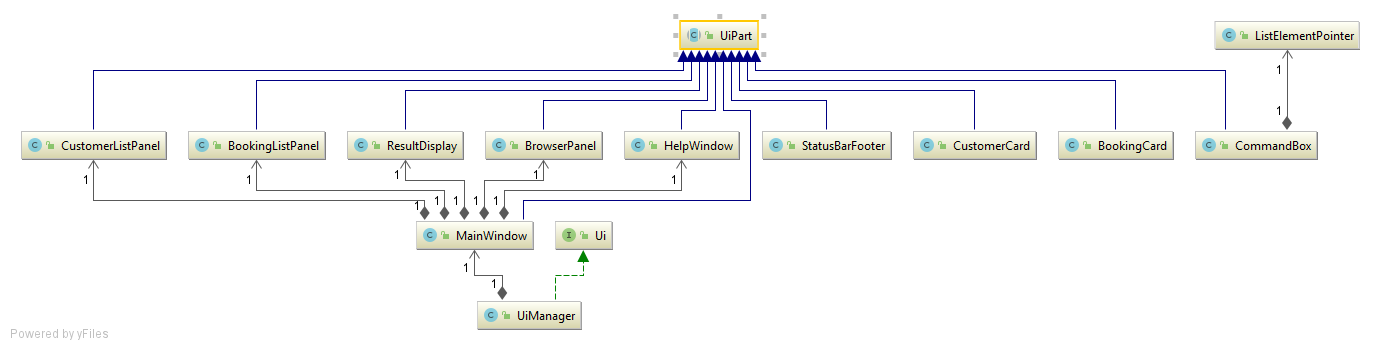 C UiPart
C ListElementPointer
1
1
C CustomerListPanel
C BookingListPanel
C ResultDisplay
C BrowserPanel
C HelpWindow
C StatusBarFooter
C CustomerCard
C BookingCard
C CommandBox
1
1
1
1
1
1
1
1
1
1
C MainWindow
I Ui
1
1
C UiManager
Powered by yFiles